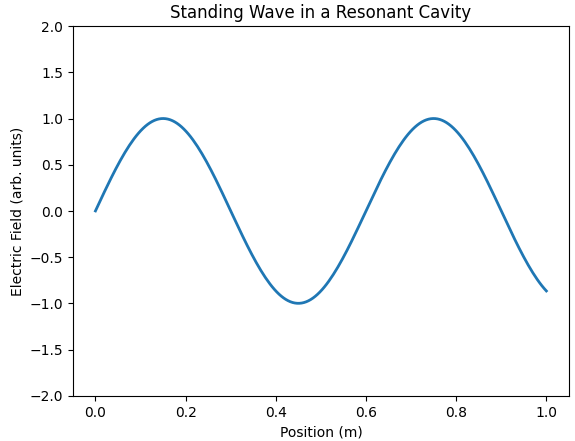 Standing Wave in a Resonant Cavity
Electric Field (arb. units)
2.0
1.5
1.0
0.5
0.0
−0.5
−1.0
−1.5
−2.0
0.0 0.2 0.4 0.6 0.8 1.0
Position (m)